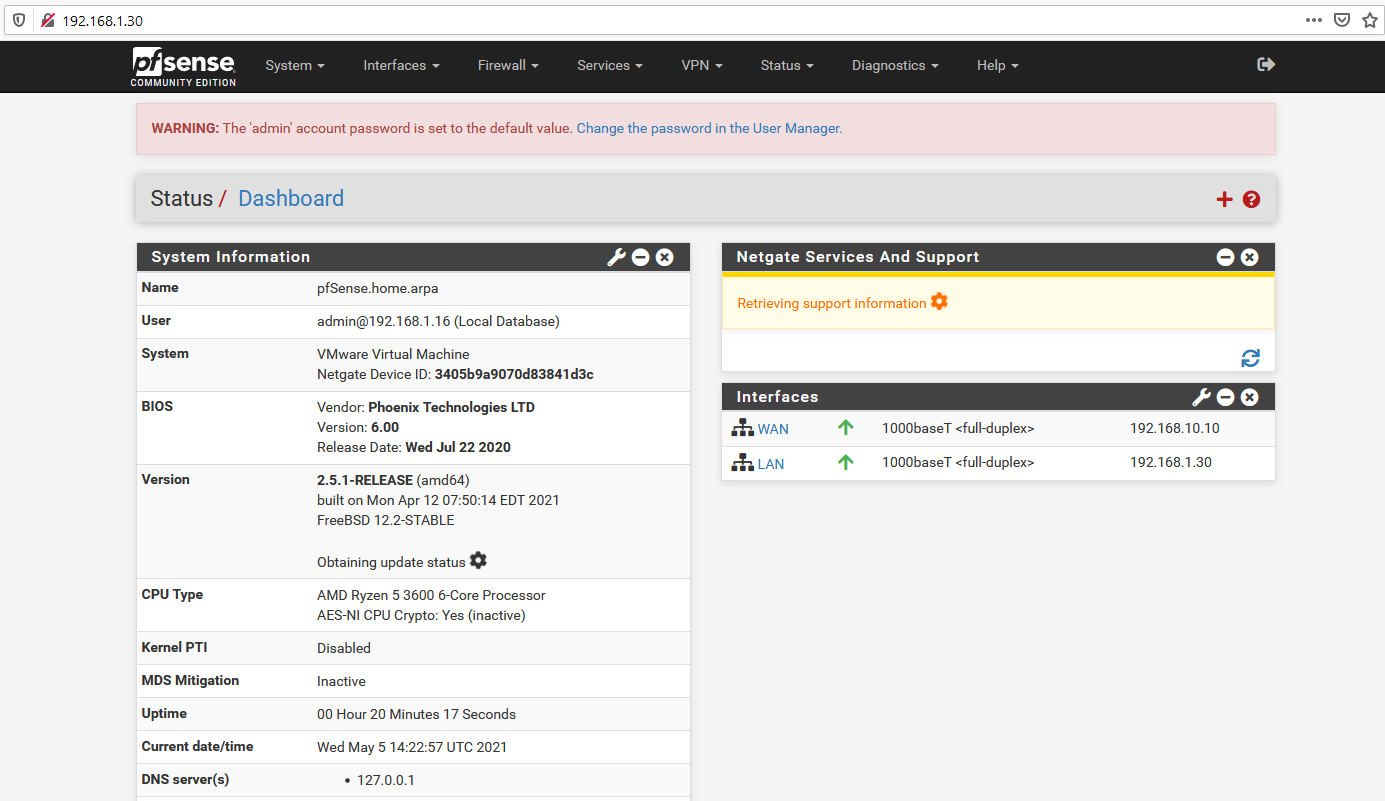 192.168.1.30
pfsense
COMMUNITY EDITION
System Interfaces Firewall Services VPN Status Diagnostics Help
WARNING: The 'admin' account password is set to the default value. Change the password in the User Manager.
Status / Dashboard
System Information
Name pfSense.home.arpa
User admin@192.168.1.16 (Local Database)
System VMware Virtual Machine
Netgate Device ID: 3405b9a9070d83841d3c
BIOS Vendor: Phoenix Technologies LTD
Version: 6.00
Release Date: Wed Jul 22 2020
Version 2.5.1-RELEASE (amd64)
built on Mon Apr 12 07:50:14 EDT 2021
FreeBSD 12.2-STABLE
Obtaining update status
CPU Type AMD Ryzen 5 3600 6-Core Processor
AES-NI CPU Crypto: Yes (inactive)
Kernel PTI Disabled
MDS Mitigation Inactive
Uptime 00 Hour 20 Minutes 17 Seconds
Current date/time Wed May 5 14:22:57 UTC 2021
DNS server(s) • 127.0.0.1
Netgate Services And Support
Retrieving support information
Interfaces
WAN 1000baseT <full-duplex> 192.168.10.10
LAN 1000baseT <full-duplex> 192.168.1.30